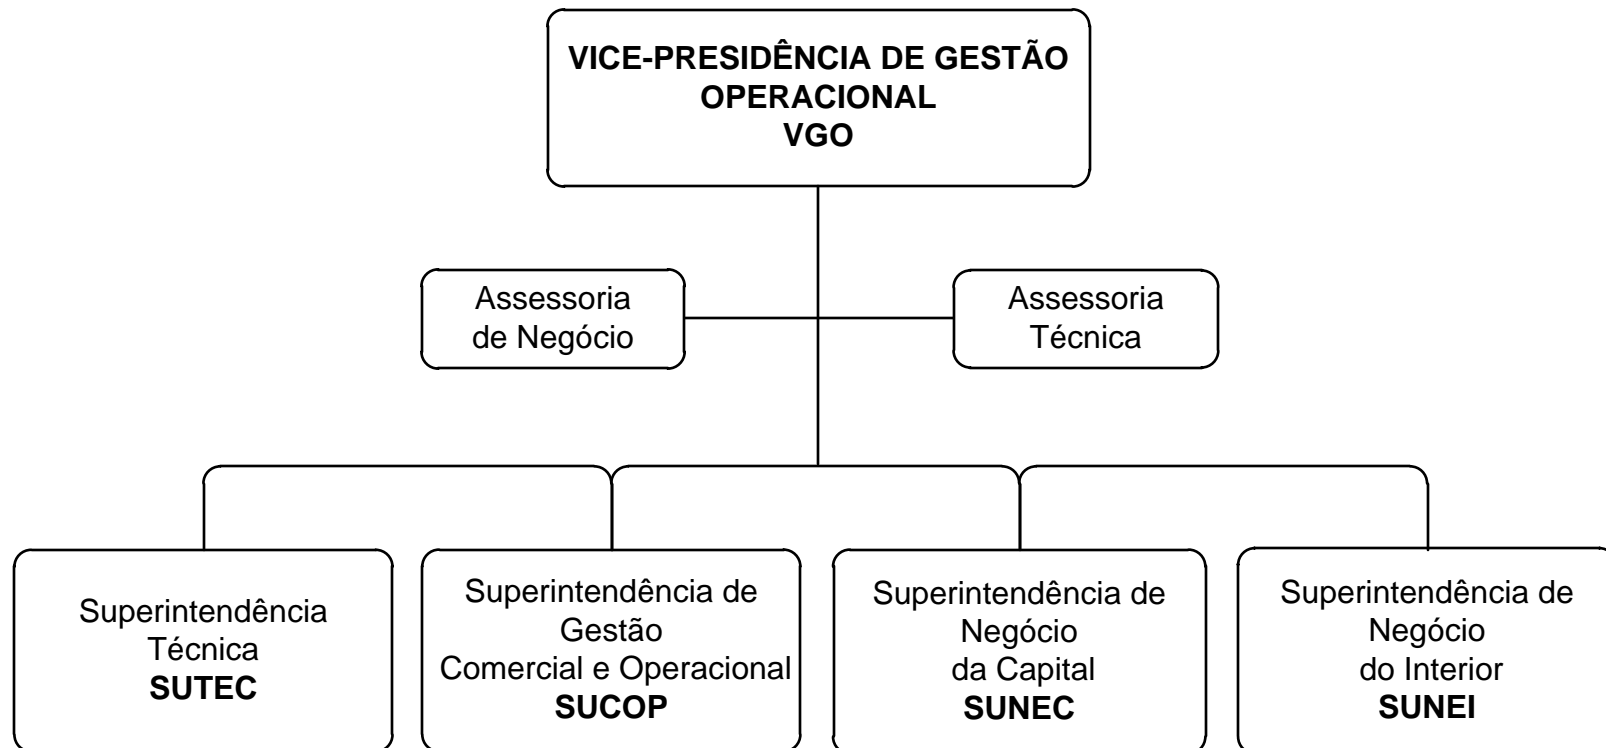 VICE-PRESIDÊNCIA DE GESTÃO
OPERACIONAL
VGO
Assessoria
de Negócio
Assessoria
Técnica
Superintendência
Técnica
SUTEC
Superintendência de
Gestão
Comercial e Operacional
SUCOP
Superintendência de
Negócio
da Capital
SUNEC
Superintendência de
Negócio
do Interior
SUNEI